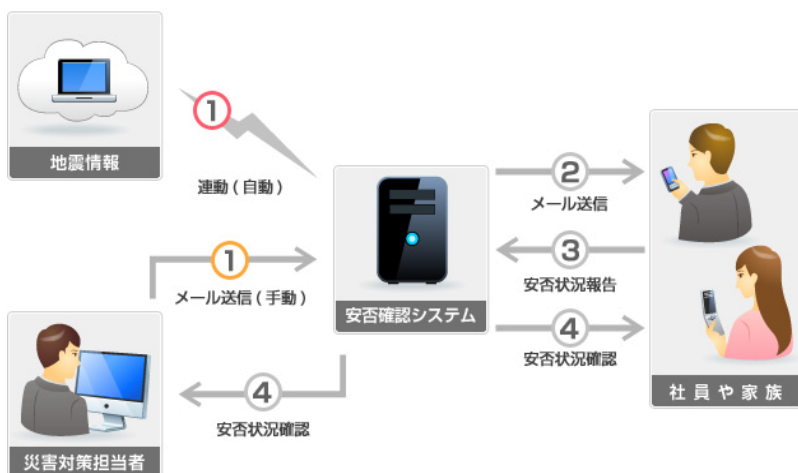 地震情報
①
連動(自動)
①
メール送信(手動)
安否確認システム
②
メール送信
③
安否状況報告
④
安否状況確認
社員や家族
④
安否状況確認
災害対策担当者